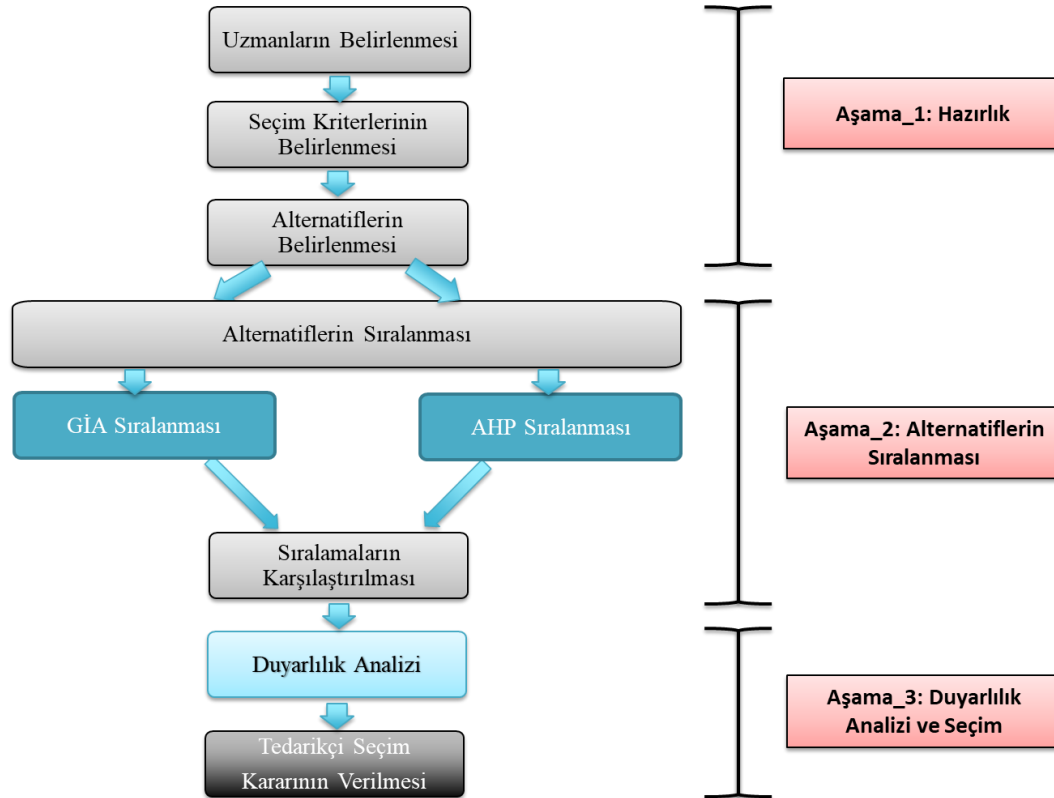 Uzmanların Belirlenmesi
Seçim Kriterlerinin
Belirlenmesi
Alternatiflerin
Belirlenmesi
Aşama_1: Hazırlık
Alternatiflerin Sıralanması
GİA Sıralanması
AHP Sıralanması
Sıralamaların
Karşılaştırılması
Aşama_2: Alternatiflerin
Sıralanması
Duyarlılık Analizi
Tedarikçi Seçim
Kararının Verilmesi
Aşama_3: Duyarlılık
Analizi ve Seçim